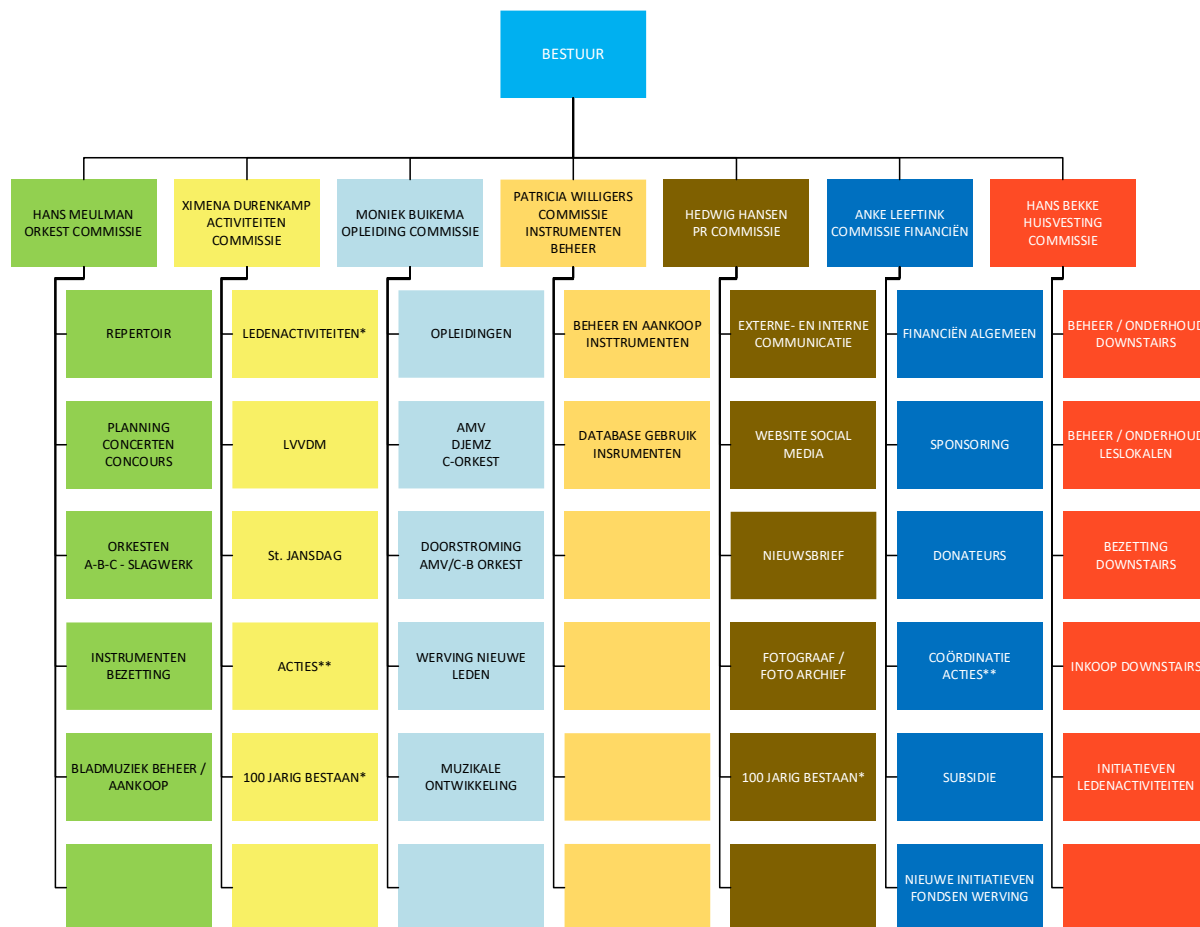 BESTUUR
HANS MEULMAN
ORKEST COMMISSIE
XIMENA DURENKAMP
ACTIVITEITEN
COMMISSIE
MONIEK BUIKEMA
OPLEIDING COMMISSIE
PATRICIA WILLIGERS
COMMISSIE
INSTRUMENTEN
BEHEER
HEDWIG HANSEN
PR COMMISSIE
ANKE LEEFTINK
COMMISSIE FINANCIËN
HANS BEKKE
HUISVESTING
COMMISSIE
REPERTOIR
LEDENACTIVITEITEN*
OPLEIDINGEN
BEHEER EN AANKOOP
INSTTRUMENTEN
EXTERNE- EN INTERNE
COMMUNICATIE
FINANCIËN ALGEMEEN
BEHEER / ONDERHOUD
DOWNSTAIRS
PLANNING
CONCERTEN
CONCOURS
LVVDM
AMV
DJEMZ
C-ORKEST
DATABASE GEBRUIK
INSRUMENTEN
WEBSITE SOCIAL
MEDIA
SPONSORING
BEHEER / ONDERHOUD
LESLOKALEN
ORKESTEN
A-B-C - SLAGWERK
St. JANSDAG
DOORSTROMING
AMV/C-B ORKEST
NIEUWSBRIEF
DONATEURS
BEZETTING
DOWNSTAIRS
INSTRUMENTEN
BEZETTING
ACTIES**
WERVING NIEUWE
LEDEN
FOTOGRAAF /
FOTO ARCHIEF
COÖRDINATIE
ACTIES**
INKOOP DOWNSTAIRS
BLADMUZIEK BEHEER /
AANKOOP
100 JARIG BESTAAN*
MUZIKALE
ONTWIKKELING
100 JARIG BESTAAN*
SUBSIDIE
INITIATIEVEN
LEDENACTIVITEITEN
NIEUWE INITIATIEVEN
FONDSEN WERVING